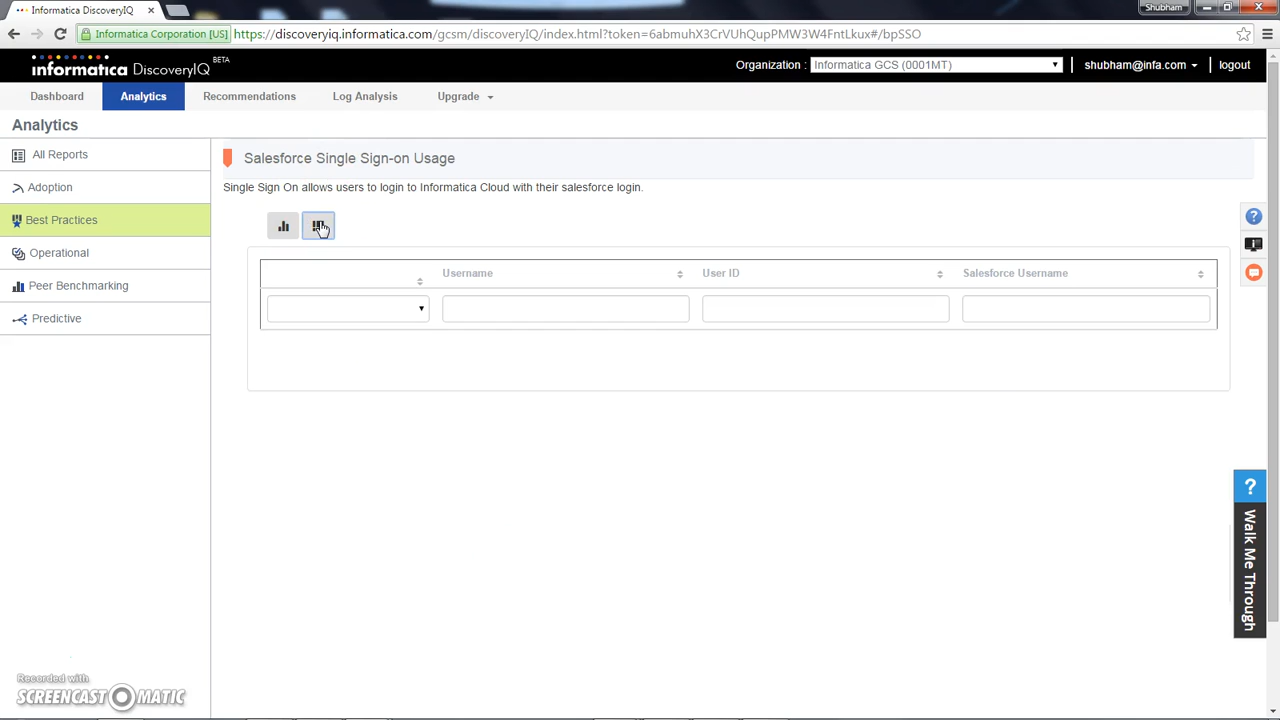 Informatica DiscoveryIQ
Shubham
Informatica Corporation [US] https://discoveryiq.informatica.com/gcsm/discoveryIQ/index.html?token=6abmuhX3CrVUhQupPMW3W4FntLkux#/bpSSO
informatica DiscoveryIQ BETA
Organization : Informatica GCS (0001MT)
shubham@infa.com
logout
Dashboard
Analytics
Recommendations
Log Analysis
Upgrade
Analytics
All Reports
Adoption
Best Practices
Operational
Peer Benchmarking
Predictive
Salesforce Single Sign-on Usage
Single Sign On allows users to login to Informatica Cloud with their salesforce login.
Username
User ID
Salesforce Username
?
? Walk Me Through
Recorded with
SCREENCAST-O-MATIC